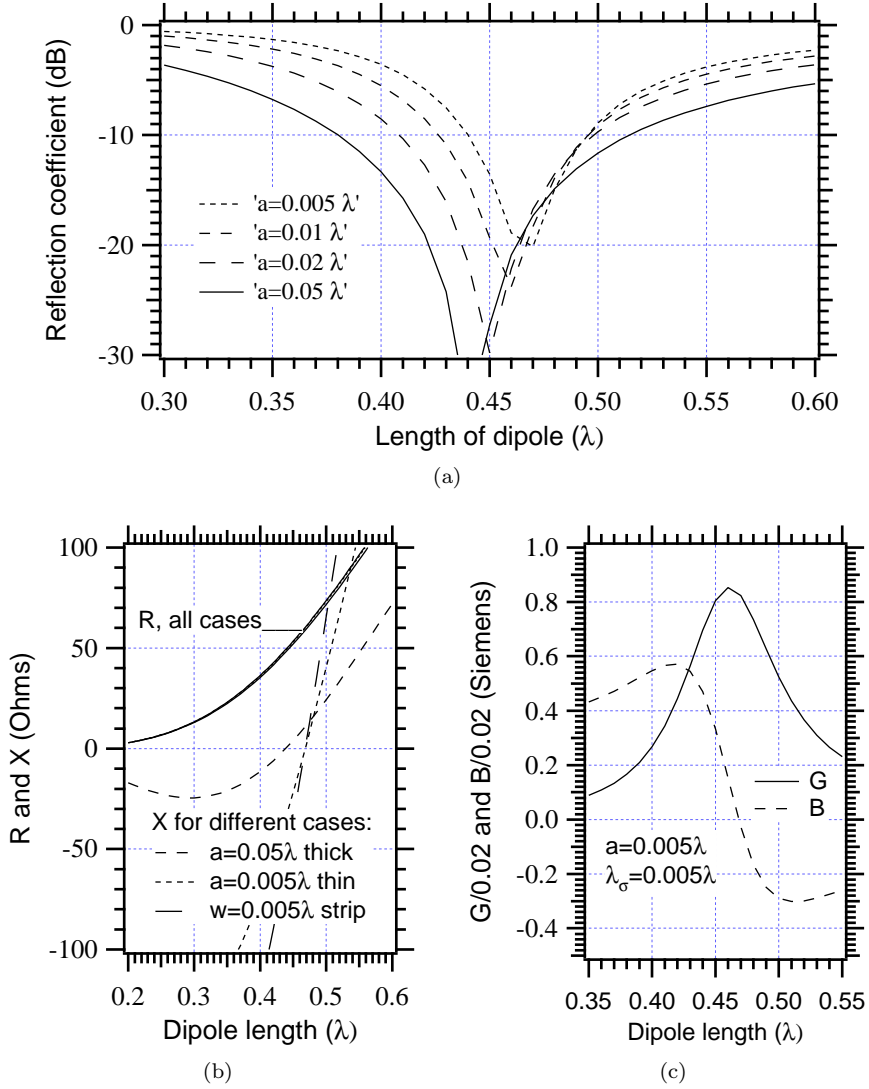 0
-10
-20
-30
Reflection coefficient (dB)
'a=0.005 λ'
'a=0.01 λ'
'a=0.02 λ'
'a=0.05 λ'
0.30 0.35 0.40 0.45 0.50 0.55 0.60
Length of dipole (λ)
(a)
100
50
0
-50
-100
R and X (Ohms)
R, all cases
X for different cases:
a=0.05λ thick
a=0.005λ thin
w=0.005λ strip
0.2 0.3 0.4 0.5 0.6
Dipole length (λ)
(b)
1.0
0.8
0.6
0.4
0.2
0.0
-0.2
-0.4
G/0.02 and B/0.02 (Siemens)
G
B
a=0.005λ
λσ=0.005λ
0.35 0.40 0.45 0.50 0.55
Dipole length (λ)
(c)